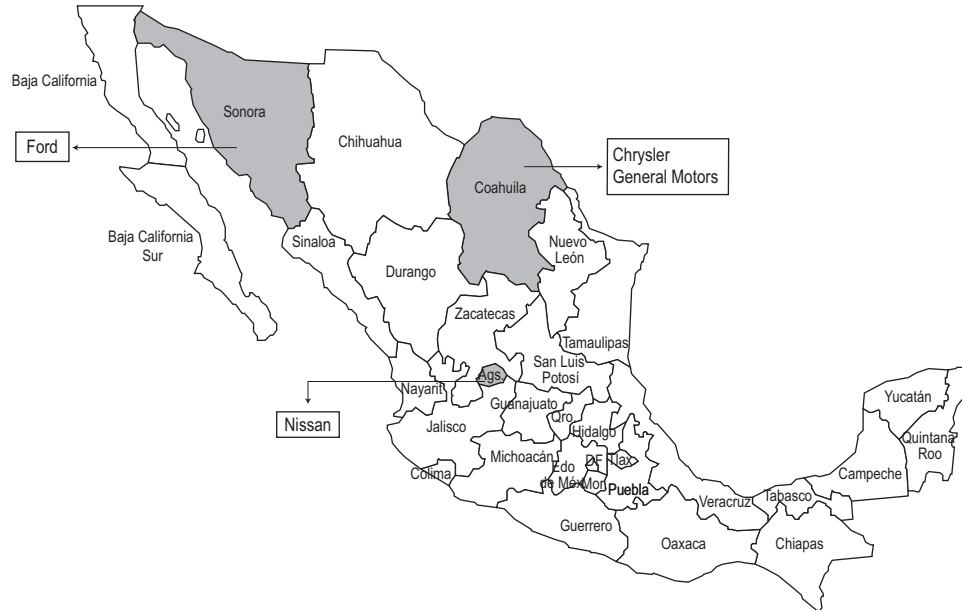 Baja California
Sonora
Ford
Chihuahua
Chrysler
General Motors
Coahuila
Baja California
Sur
Sinaloa
Nuevo
León
Durango
Zacatecas
Tamaulipas
San Luis
Potosí
Ags.
Nayarit
Nissan
Guanajuato
Qro
Jalisco
Hidalgo
Yucatán
Quintana
Roo
Michoacán
Edo
de Méx
DF
Tlax
Mor
Colima
Puebla
Campeche
Veracruz
Tabasco
Guerrero
Oaxaca
Chiapas